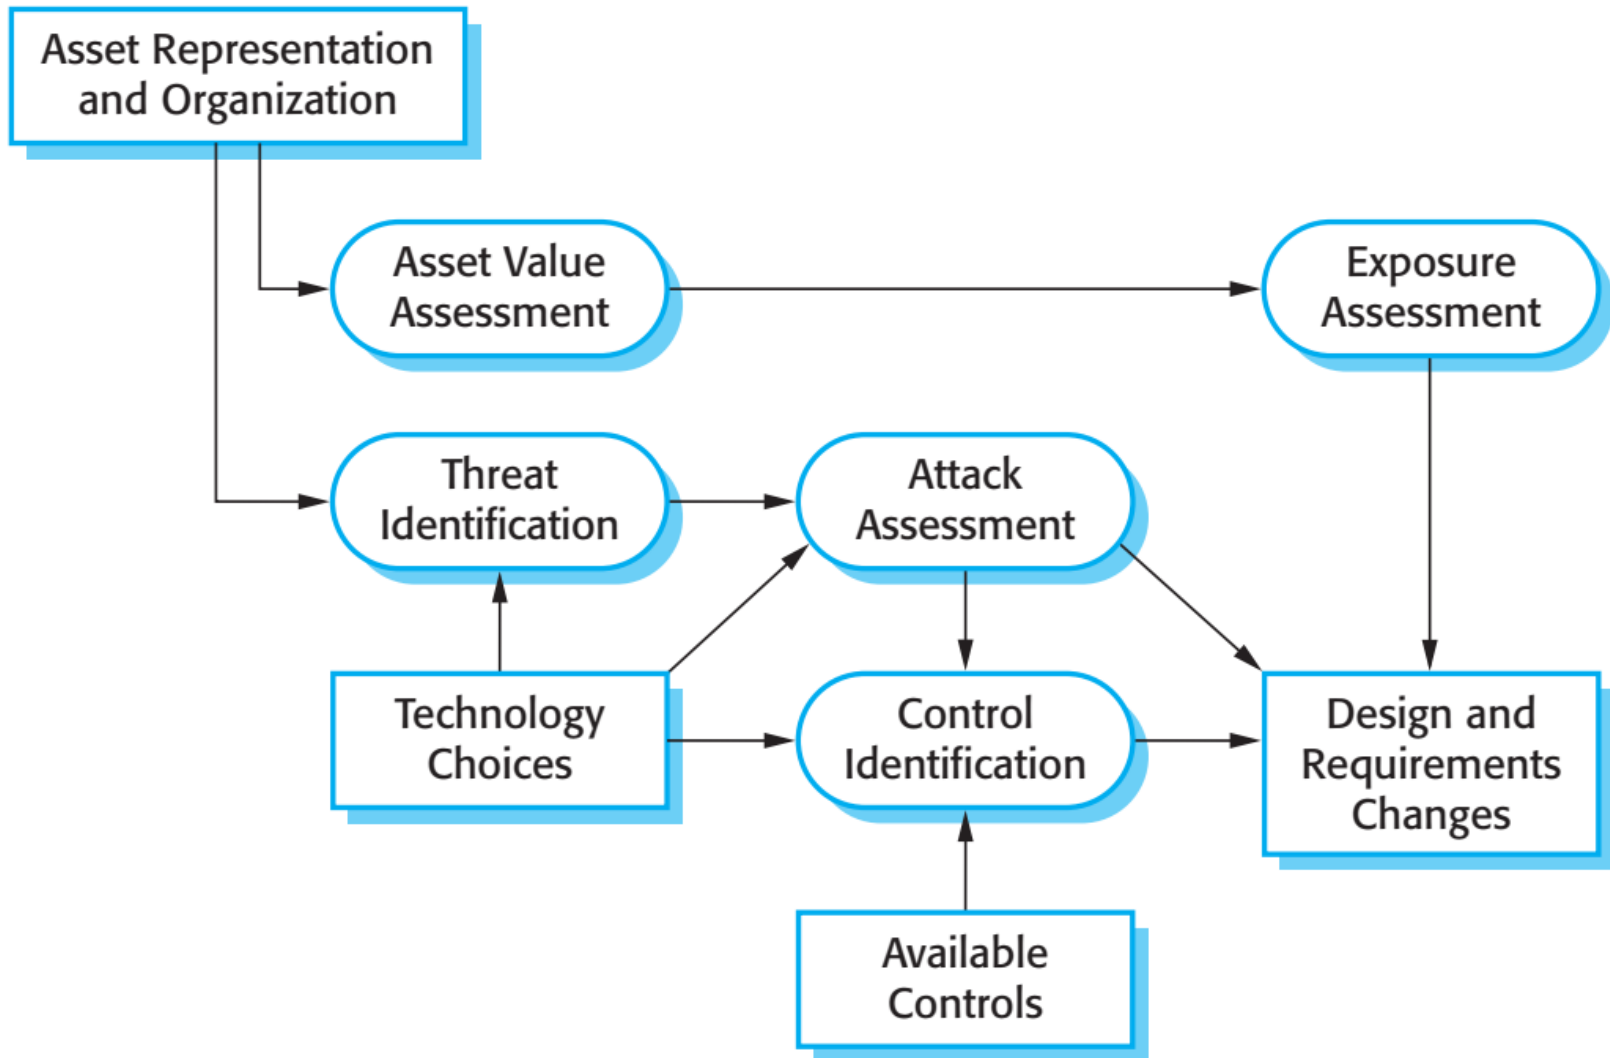 Asset Representation
and Organization
Asset Value
Assessment
Exposure
Assessment
Threat
Identification
Attack
Assessment
Technology
Choices
Control
Identification
Design and
Requirements
Changes
Available
Controls